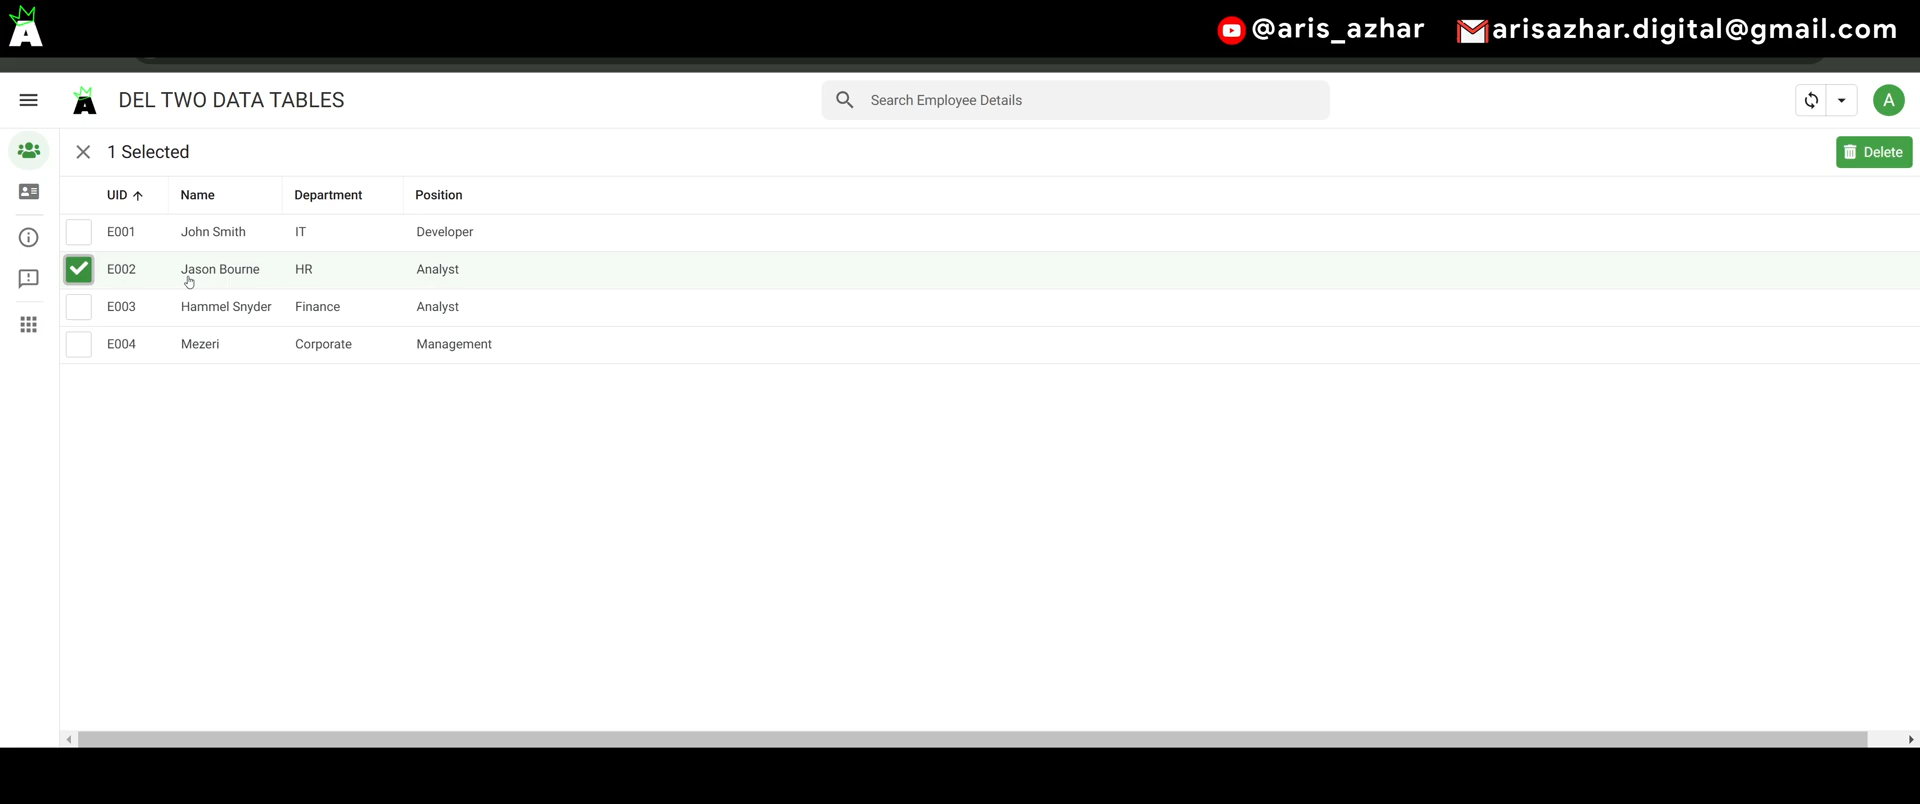 @aris_azhar arisazhar.digital@gmail.com
DEL TWO DATA TABLES
Search Employee Details
A
1 Selected
Delete
UID Name Department Position
E001 John Smith IT Developer
E002 Jason Bourne HR Analyst
E003 Hammel Snyder Finance Analyst
E004 Mezeri Corporate Management